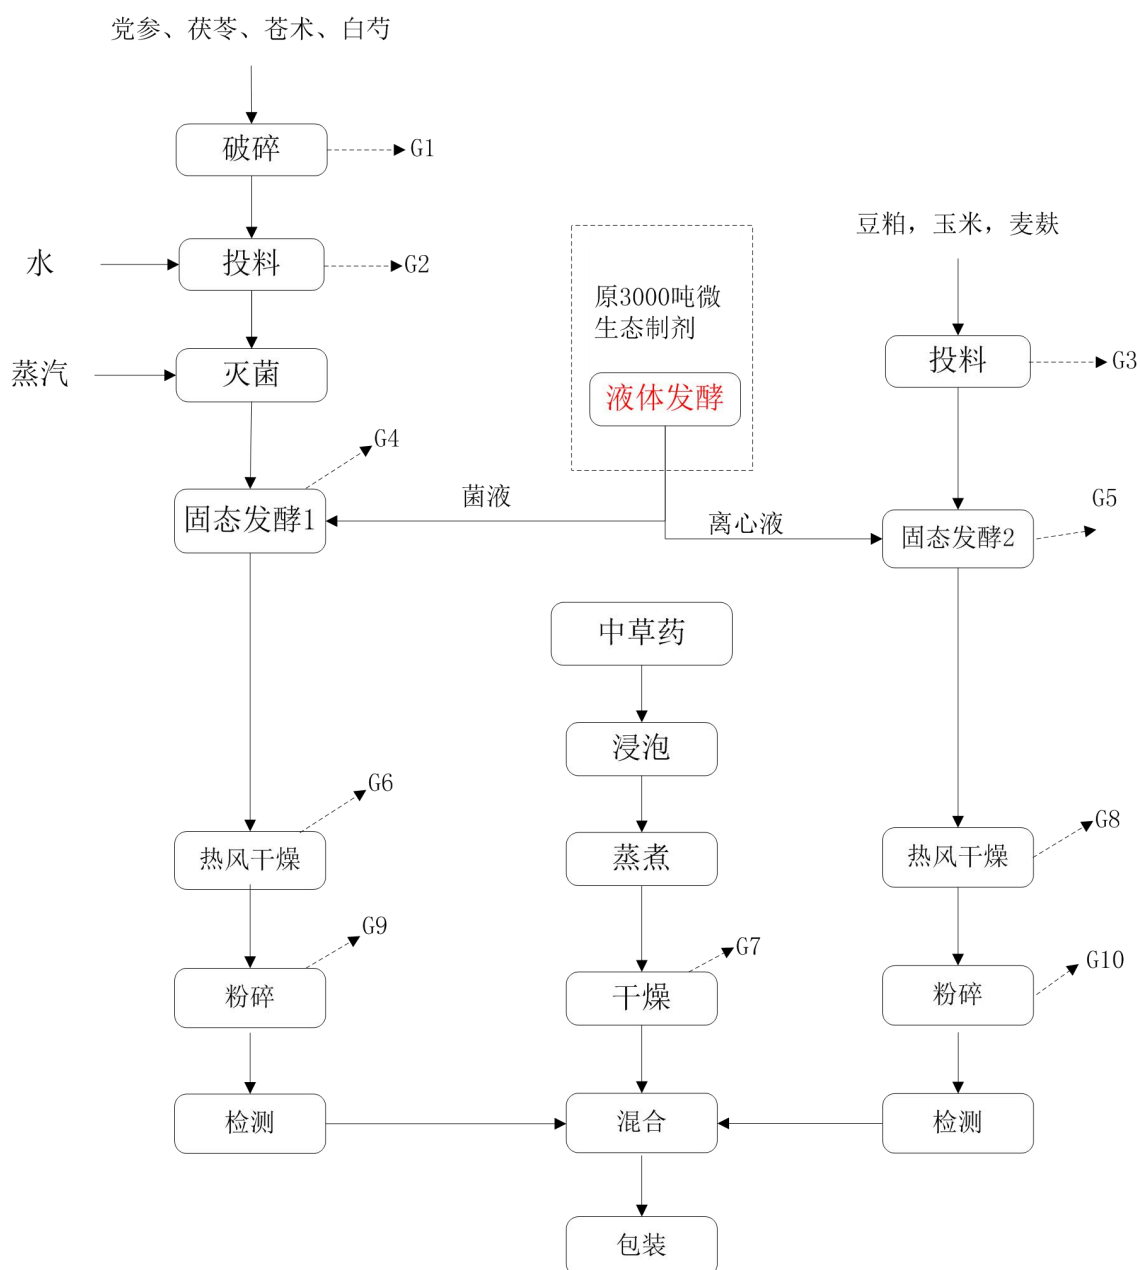 党参、茯苓、苍术、白芍
破碎
G1
豆粕，玉米，麦麸
水
投料
G2
原3000吨微
生态制剂
蒸汽
灭菌
投料
G3
液体发酵
G4
菌液
G5
固态发酵1
离心液
固态发酵2
中草药
浸泡
G6
G8
热风干燥
蒸煮
热风干燥
G9
G7
G10
粉碎
干燥
粉碎
检测
混合
检测
包装